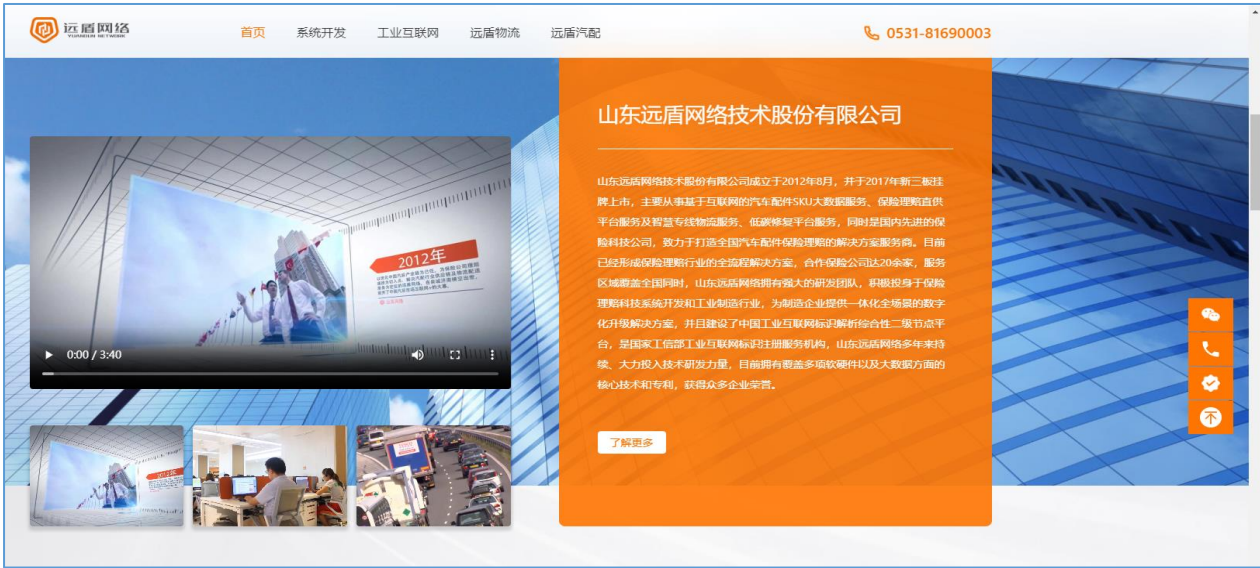 远盾网络
YUANDUN NETWORK
首页 系统开发 工业互联网 远盾物流 远盾汽配
0531-81690003
山东远盾网络技术股份有限公司
山东远盾网络技术股份有限公司成立于2012年8月，并于2017年新三板挂
牌上市，主要从事基于互联网的汽车配件SKU大数据服务、保险理赔直供
平台服务及智慧专线物流服务、低碳修复平台服务，同时是国内先进的保
险科技公司，致力于打造全国汽车配件保险理赔的解决方案服务商。目前
已经形成保险理赔行业的全流程解决方案，合作保险公司达20余家，服务
区域覆盖全国同时，山东远盾网络拥有强大的研发团队，积极投身于保险
理赔科技系统开发和工业制造行业，为制造企业提供一体化全场景的数字
化升级解决方案，并且建设了中国工业互联网标识解析综合性二级节点平
台，是国家工信部工业互联网标识注册服务机构，山东远盾网络多年来持
续、大力投入技术研发力量，目前拥有覆盖多项软硬件以及大数据方面的
核心技术和专利，获得众多企业荣誉。
了解更多
2012年
0:00 / 3:40
2012年